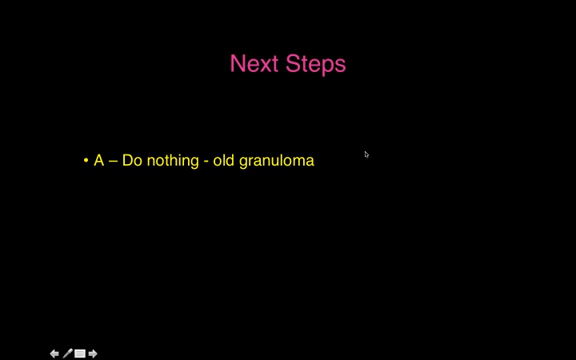 Next Steps
• A – Do nothing - old granuloma